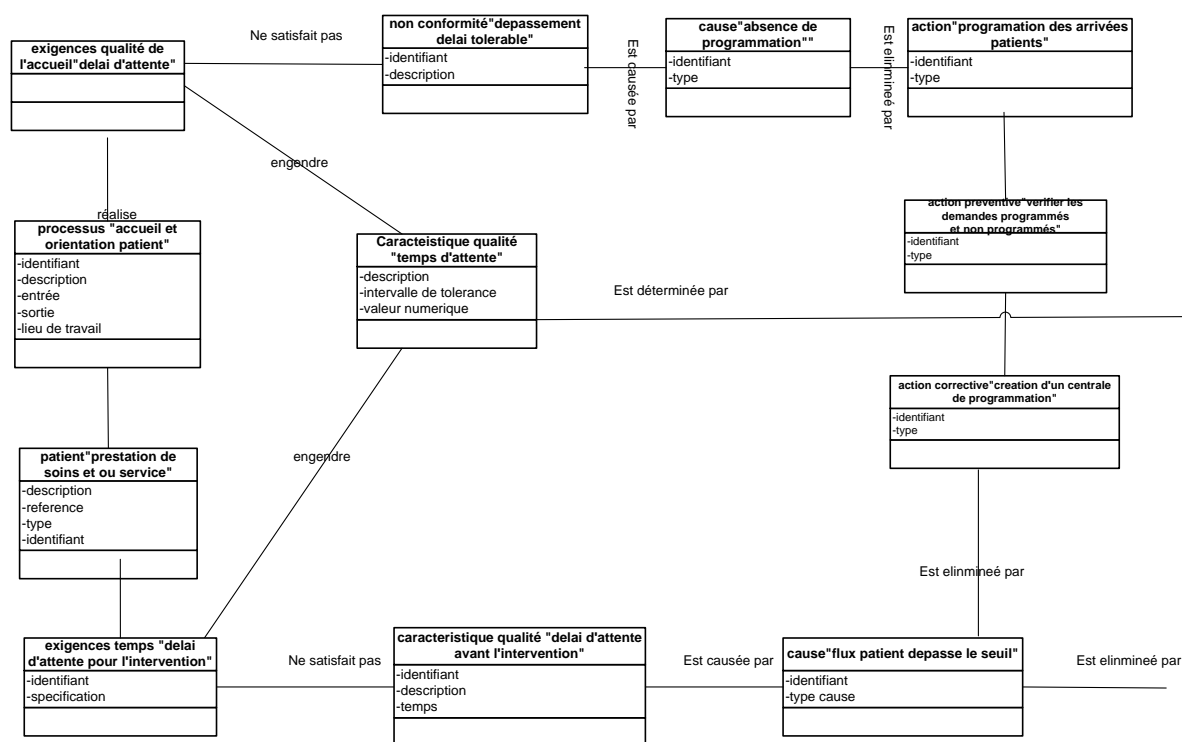 exigences qualité de
l'accueil"delai d'attente"
Ne satisfait pas
non conformité"depassement
delai tolerable"
-identifiant
-description
Est causée par
cause"absence de
programmation""
-identifiant
-type
Est elinmineé par
action"programation des arrivées
patients"
-identifiant
-type
engendre
réalise
processus "accueil et
orientation patient"
-identifiant
-description
-entrée
-sortie
-lieu de travail
Caracteistique qualité
"temps d'attente"
-description
-intervalle de tolerance
-valeur numerique
Est déterminée par
action preventive"verifier les
demandes programmés
et non programmés"
-identifiant
-type
action corrective"creation d'un centrale
de programmation"
-identifiant
-type
patient"prestation de
soins et ou service"
-description
-reference
-type
-identifiant
engendre
Est elinmineé par
exigences temps "delai
d'attente pour l'intervention"
-identifiant
-specification
Ne satisfait pas
caracteristique qualité "delai d'attente
avant l'intervention"
-identifiant
-description
-temps
Est causée par
cause"flux patient depasse le seuil"
-identifiant
-type cause
Est elinmineé par